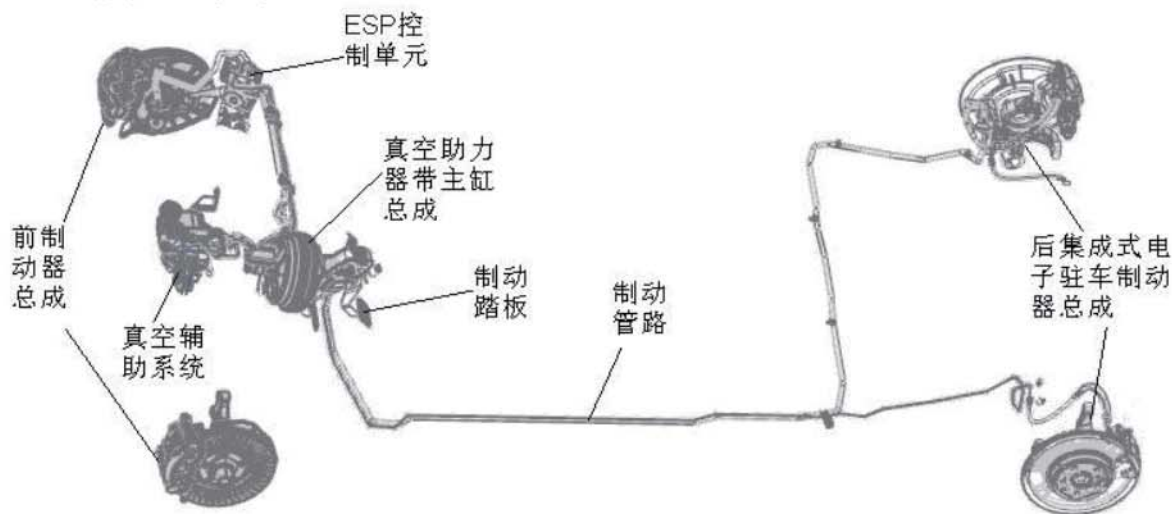 ESP控
制单元
真空助力
器带主缸
总成
前制
动器
总成
真空辅
助系统
制动
踏板
制动
管路
后集成式电
子驻车制动
器总成